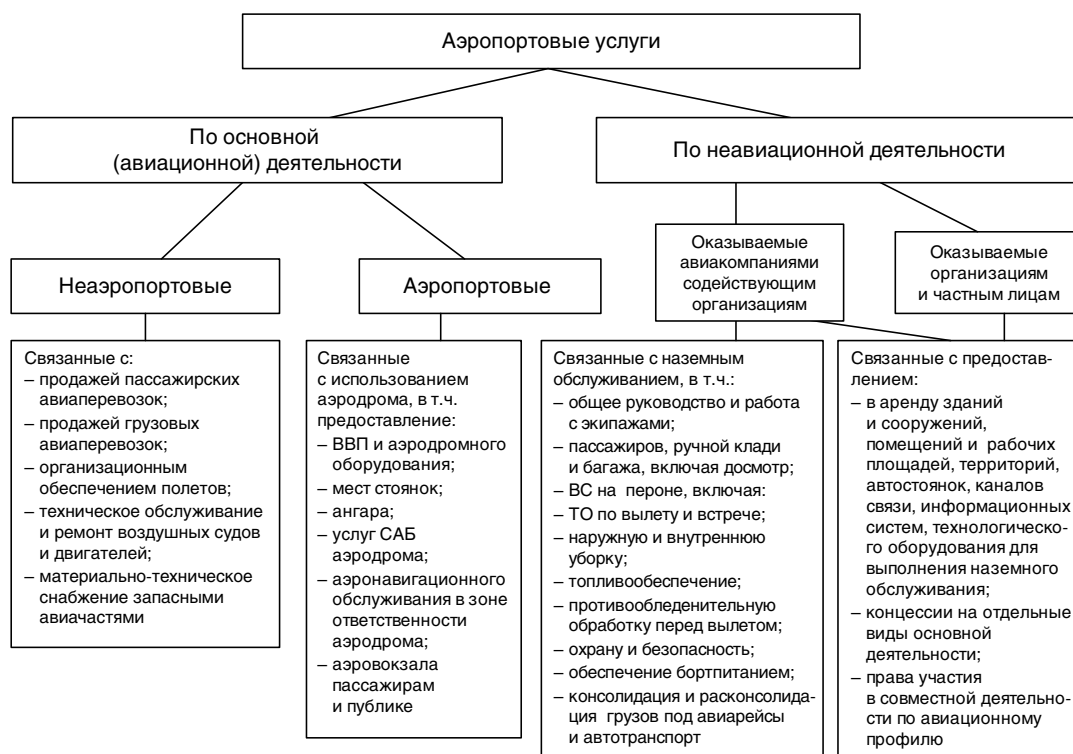 Аэропортовые услуги
По основной
(авиационной) деятельности
По неавиационной деятельности
Неаэропортовые
Аэропортовые
Оказываемые
авиакомпаниями
содействующим
организациям
Оказываемые
организациям
и частным лицам
Связанные с:
– продажей пассажирских
авиаперевозок;
– продажей грузовых
авиаперевозок;
– организационным
обеспечением полетов;
– техническое обслуживание
и ремонт воздушных судов
и двигателей;
– материально-техническое
снабжение запасными
авиачастями
Связанные
с использованием
аэродрома, в т.ч.
предоставление:
– ВВП и аэродромного
оборудования;
– мест стоянок;
– ангара;
– услуг САБ
аэродрома;
– аэронавигационного
обслуживания в зоне
ответственности
аэродрома;
– аэровокзала
пассажирам
и публике
Связанные с наземным
обслуживанием, в т.ч.:
– общее руководство и работа
с экипажами;
– пассажиров, ручной клади
и багажа, включая досмотр;
– ВС на перроне, включая:
– ТО по вылету и встрече;
– наружную и внутреннюю
уборку;
– топливообеспечение;
– противообледенительную
обработку перед вылетом;
– охрану и безопасность;
– обеспечение бортпитанием;
– консолидация и расконсолида-
ция грузов под авиарейсы
и автотранспорт
Связанные с предостав-
лением:
– в аренду зданий
и сооружений,
помещений и рабочих
площадей, территорий,
автостоянок, каналов
связи, информационных
систем, технологическо-
го оборудования для
выполнения наземного
обслуживания;
– концессии на отдельные
виды основной
деятельности;
– права участия
в совместной деятельно-
сти по авиационному
профилю